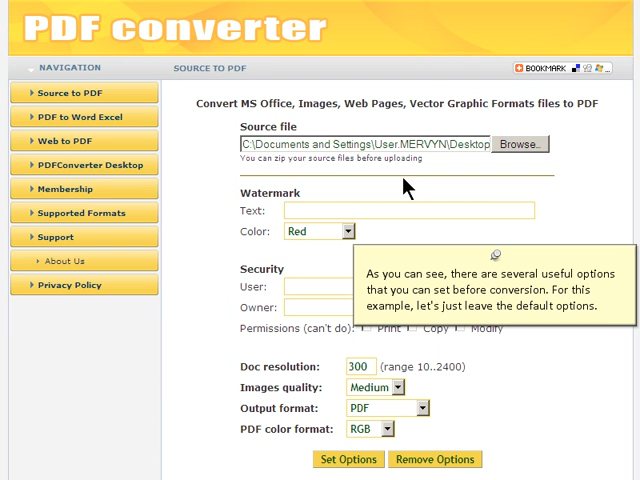 PDF converter
NAVIGATION
SOURCE TO PDF
BOOKMARK
Source to PDF
PDF to Word Excel
Web to PDF
PDFConverter Desktop
Membership
Supported Formats
Support
About Us
Privacy Policy
Convert MS Office, Images, Web Pages, Vector Graphic Formats files to PDF
Source file
C:\Documents and Settings\User.MERVYN\Desktop Browse..
You can zip your source files before uploading
Watermark
Text:
Color: Red
As you can see, there are several useful options
that you can set before conversion. For this
example, let's just leave the default options.
Security
User:
Owner:
Permissions (can't do): Print Copy Modify
Doc resolution: 300 (range 10..2400)
Images quality: Medium
Output format: PDF
PDF color format: RGB
Set Options Remove Options